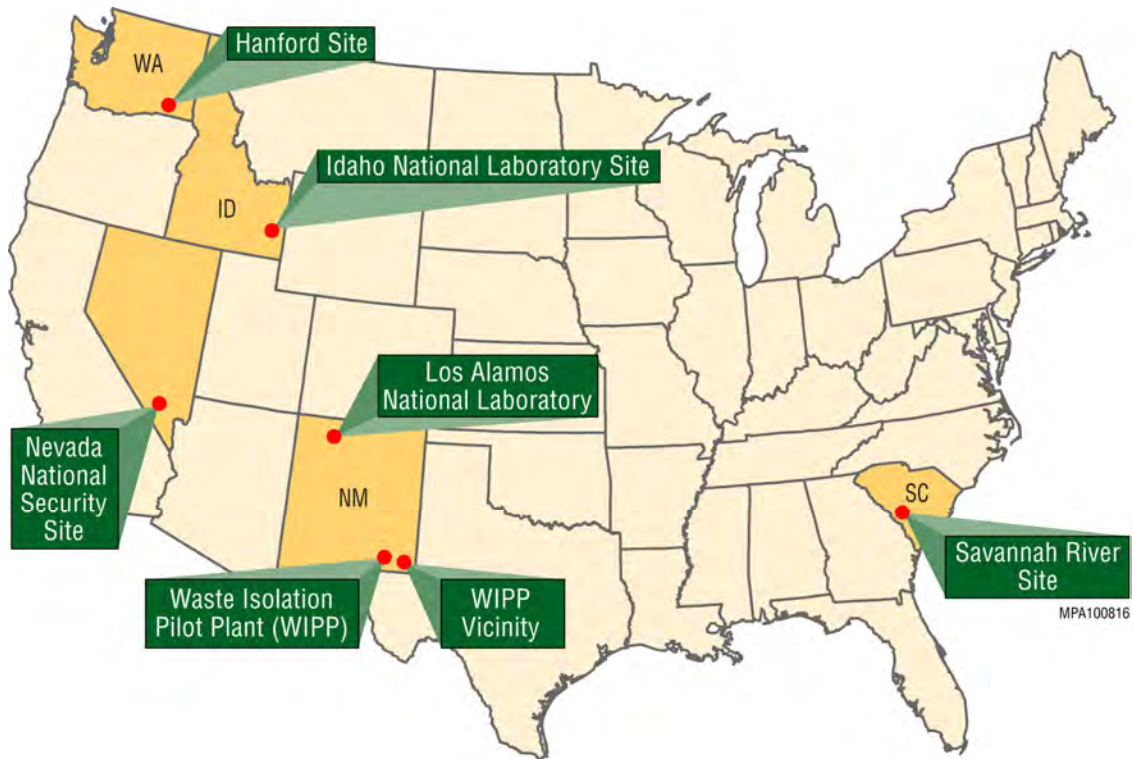 Hanford Site
WA
Idaho National Laboratory Site
ID
Los Alamos
National Laboratory
Nevada
National
Security
Site
NM
SC
Savannah River
Site
Waste Isolation
Pilot Plant (WIPP)
WIPP
Vicinity
MPA100816